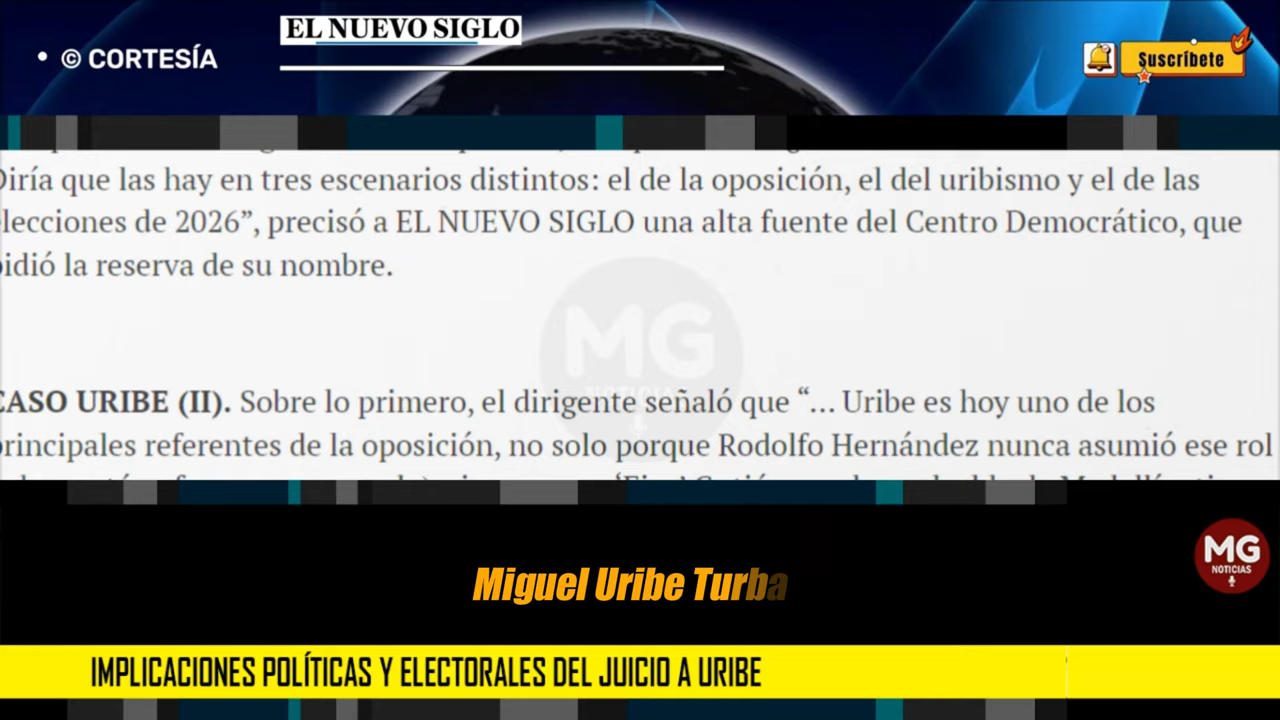 EL NUEVO SIGLO
• © CORTESÍA
Suscríbete
Diría que las hay en tres escenarios distintos: el de la oposición, el del uribismo y el de las
elecciones de 2026”, precisó a EL NUEVO SIGLO una alta fuente del Centro Democrático, que
pidió la reserva de su nombre.
MG
NOTICIAS
CASO URIBE (II). Sobre lo primero, el dirigente señaló que “... Uribe es hoy uno de los
principales referentes de la oposición, no solo porque Rodolfo Hernández nunca asumió ese rol
MG
NOTICIAS
Miguel Uribe Turba
IMPLICACIONES POLÍTICAS Y ELECTORALES DEL JUICIO A URIBE